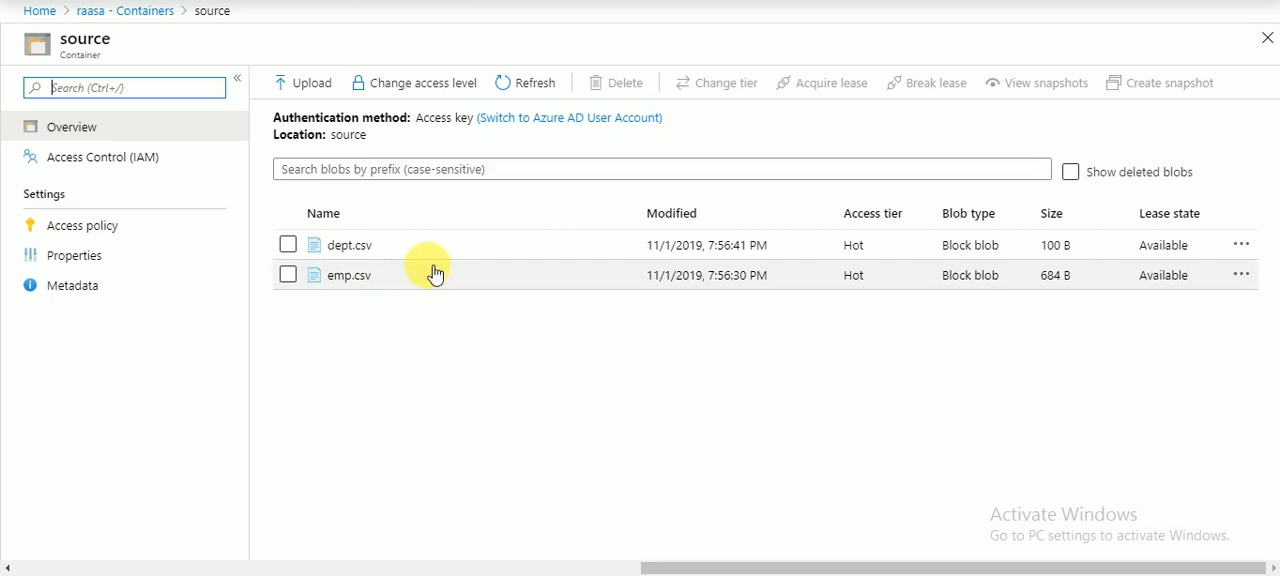 Home > raasa - Containers > source
source
Container
Search (Ctrl+/)
«
Upload Change access level Refresh Delete Change tier Acquire lease Break lease View snapshots Create snapshot
Overview
Access Control (IAM)
Settings
Access policy
Properties
Metadata
Authentication method: Access key (Switch to Azure AD User Account)
Location: source
Search blobs by prefix (case-sensitive)
Show deleted blobs
Name Modified Access tier Blob type Size Lease state
dept.csv 11/1/2019, 7:56:41 PM Hot Block blob 100 B Available ...
emp.csv 11/1/2019, 7:56:30 PM Hot Block blob 684 B Available ...
Activate Windows
Go to PC settings to activate Windows.